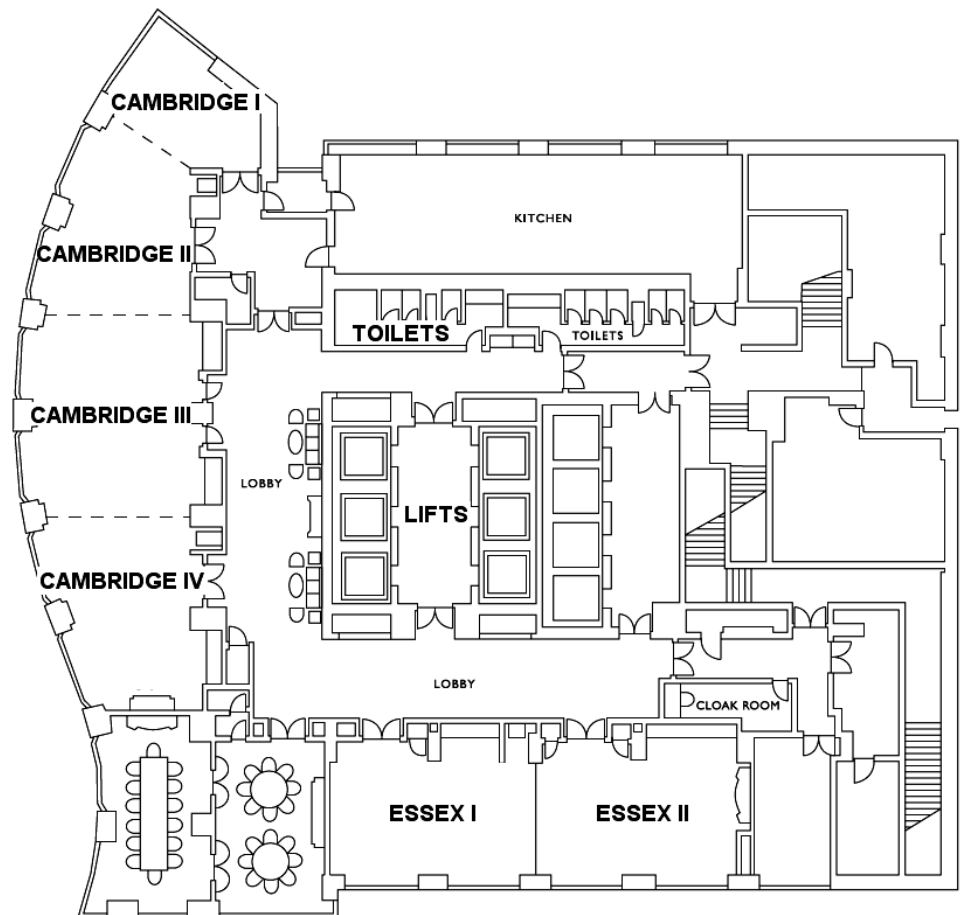 CAMBRIDGE I
KITCHEN
CAMBRIDGE II
TOILETS
TOILETS
CAMBRIDGE III
LOBBY
LIFTS
CAMBRIDGE IV
LOBBY
CLOAK ROOM
ESSEX I
ESSEX II